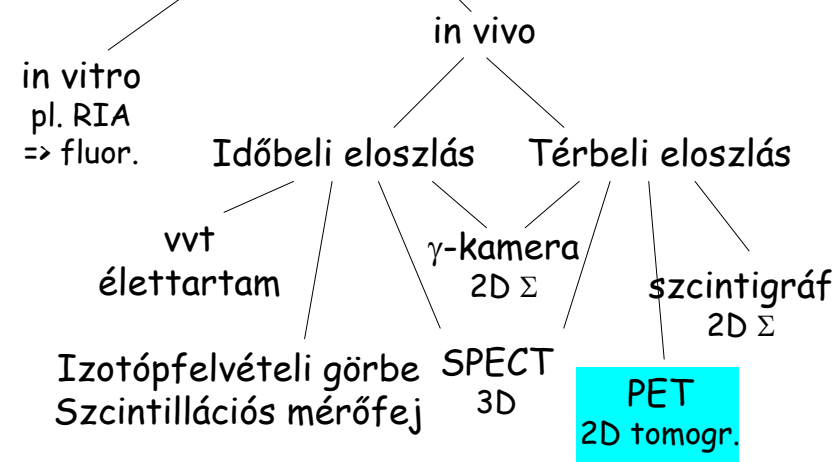 in vivo
in vitro
pl. RIA
=> fluor.
Időbeli eloszlás
Térbeli eloszlás
vvt
élettartam
γ-kamera
2D Σ
szcintigráf
2D Σ
Izotópfelvételi görbe
Szcintillációs mérőfej
SPECT
3D
PET
2D tomogr.